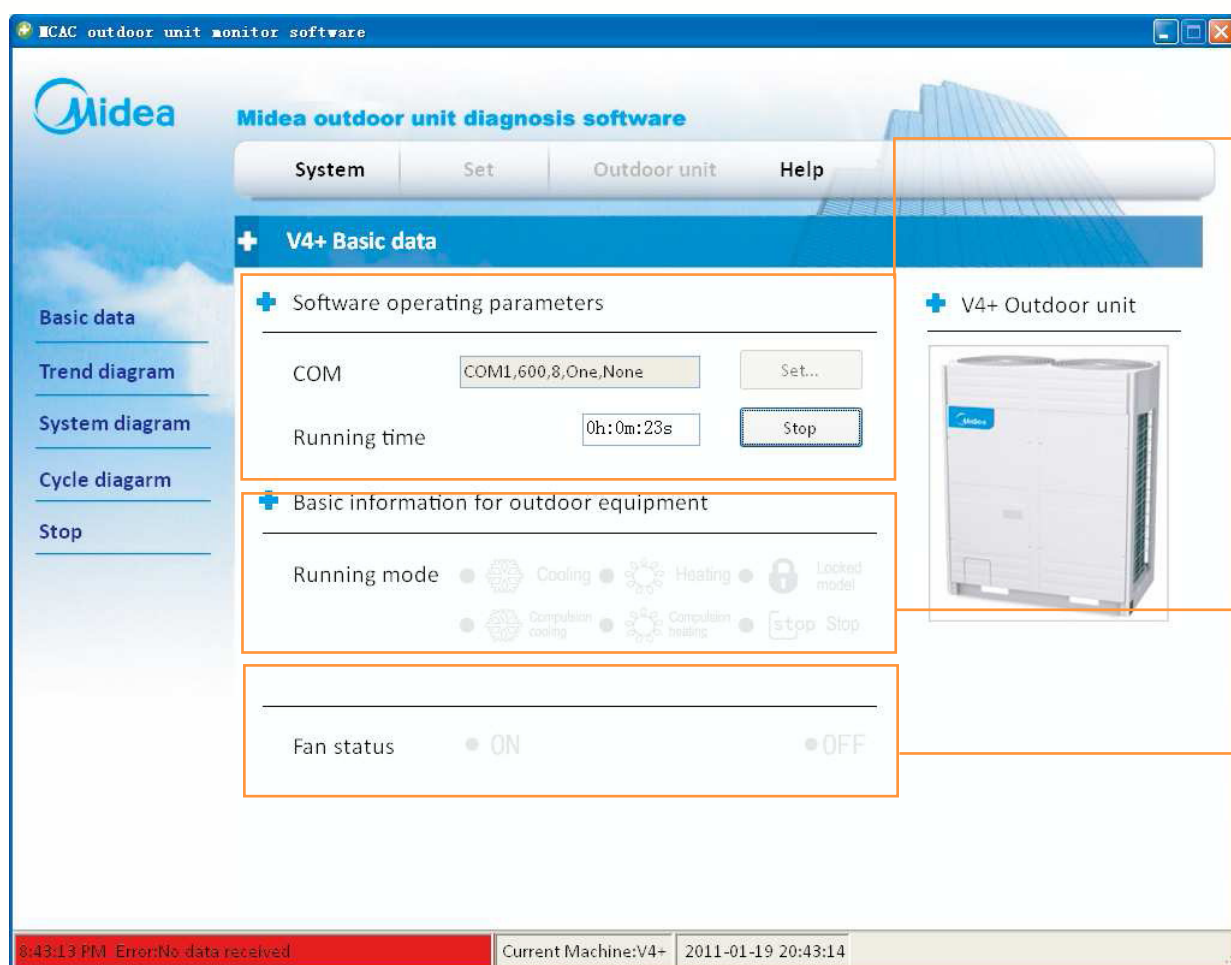 MCAC outdoor unit monitor software
Midea
Midea outdoor unit diagnosis software
System Set Outdoor unit Help
V4+ Basic data
Basic data
Trend diagram
System diagram
Cycle diagarm
Stop
Software operating parameters
COM COM1,600,8,One,None Set...
Running time 0h:0m:23s Stop
Basic information for outdoor equipment
Running mode Cooling Heating Locked model
Compulsion cooling Compulsion heating stop Stop
Fan status ON OFF
V4+ Outdoor unit
Midea
8:43:13 PM Error:No data received Current Machine:V4+ 2011-01-19 20:43:14